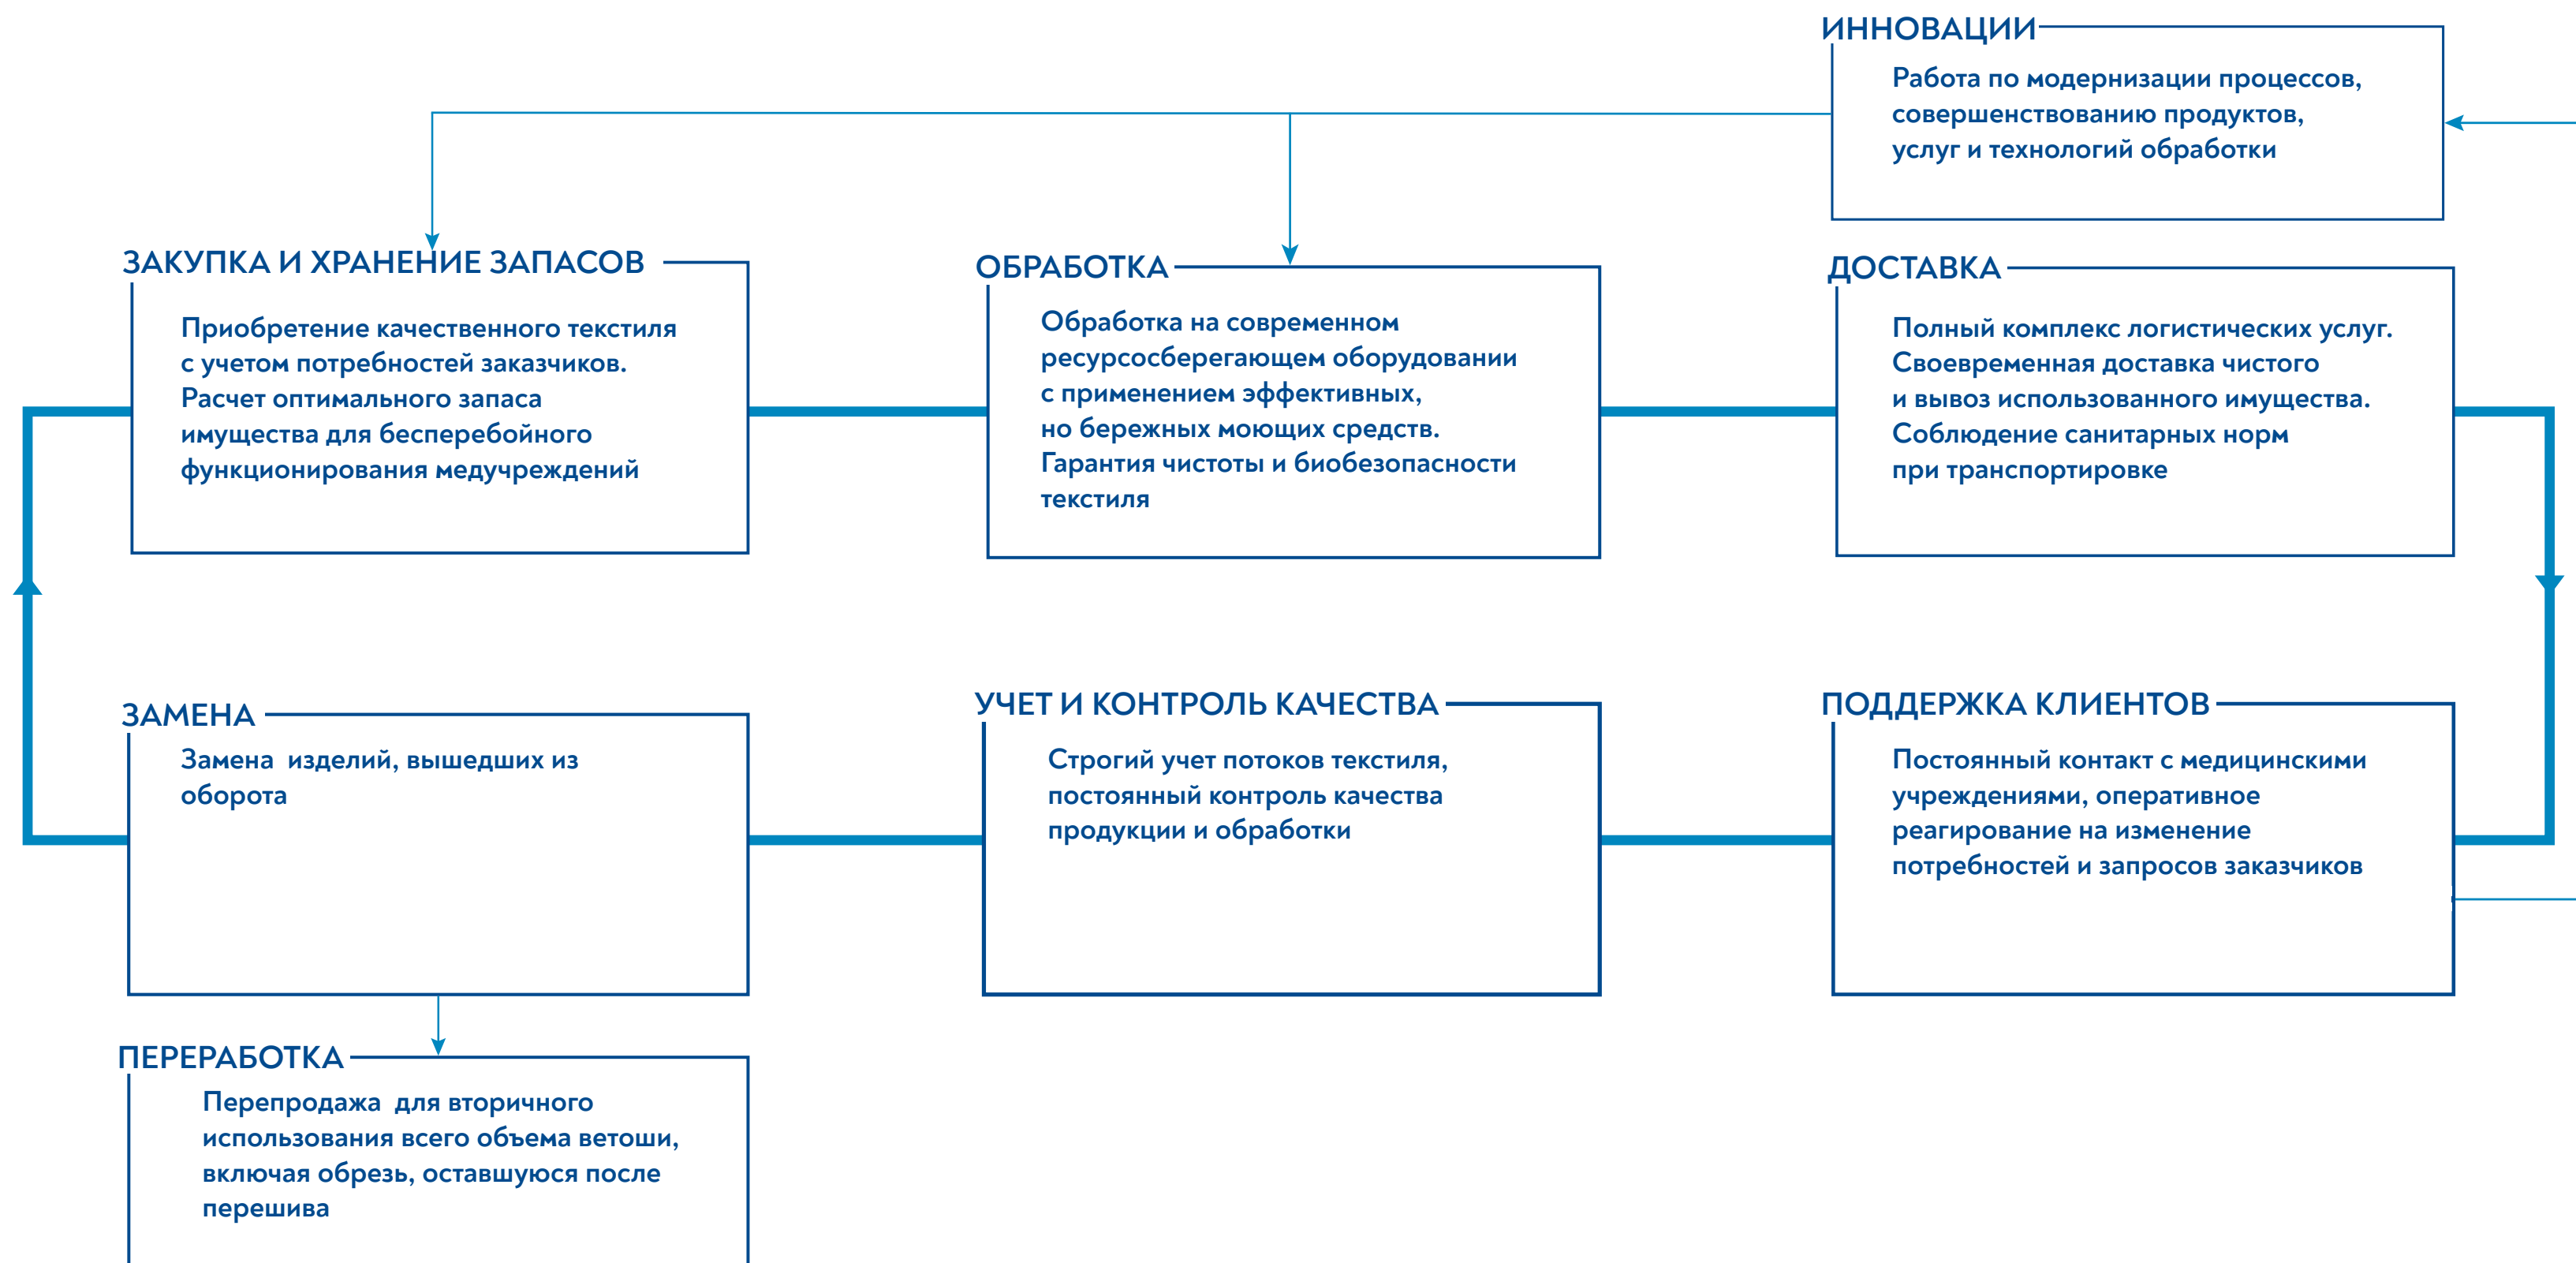 ИННОВАЦИИ
Работа по модернизации процессов,
совершенствованию продуктов,
услуг и технологий обработки
ЗАКУПКА И ХРАНЕНИЕ ЗАПАСОВ
Приобретение качественного текстиля
с учетом потребностей заказчиков.
Расчет оптимального запаса
имущества для бесперебойного
функционирования медучреждений
ОБРАБОТКА
Обработка на современном
ресурсосберегающем оборудовании
с применением эффективных,
но бережных моющих средств.
Гарантия чистоты и биобезопасности
текстиля
ДОСТАВКА
Полный комплекс логистических услуг.
Своевременная доставка чистого
и вывоз использованного имущества.
Соблюдение санитарных норм
при транспортировке
ЗАМЕНА
Замена  изделий, вышедших из
оборота
УЧЕТ И КОНТРОЛЬ КАЧЕСТВА
Строгий учет потоков текстиля,
постоянный контроль качества
продукции и обработки
ПОДДЕРЖКА КЛИЕНТОВ
Постоянный контакт с медицинскими
учреждениями, оперативное
реагирование на изменение
потребностей и запросов заказчиков
ПЕРЕРАБОТКА
Перепродажа  для вторичного
использования всего объема ветоши,
включая обрезь, оставшуюся после
перешива